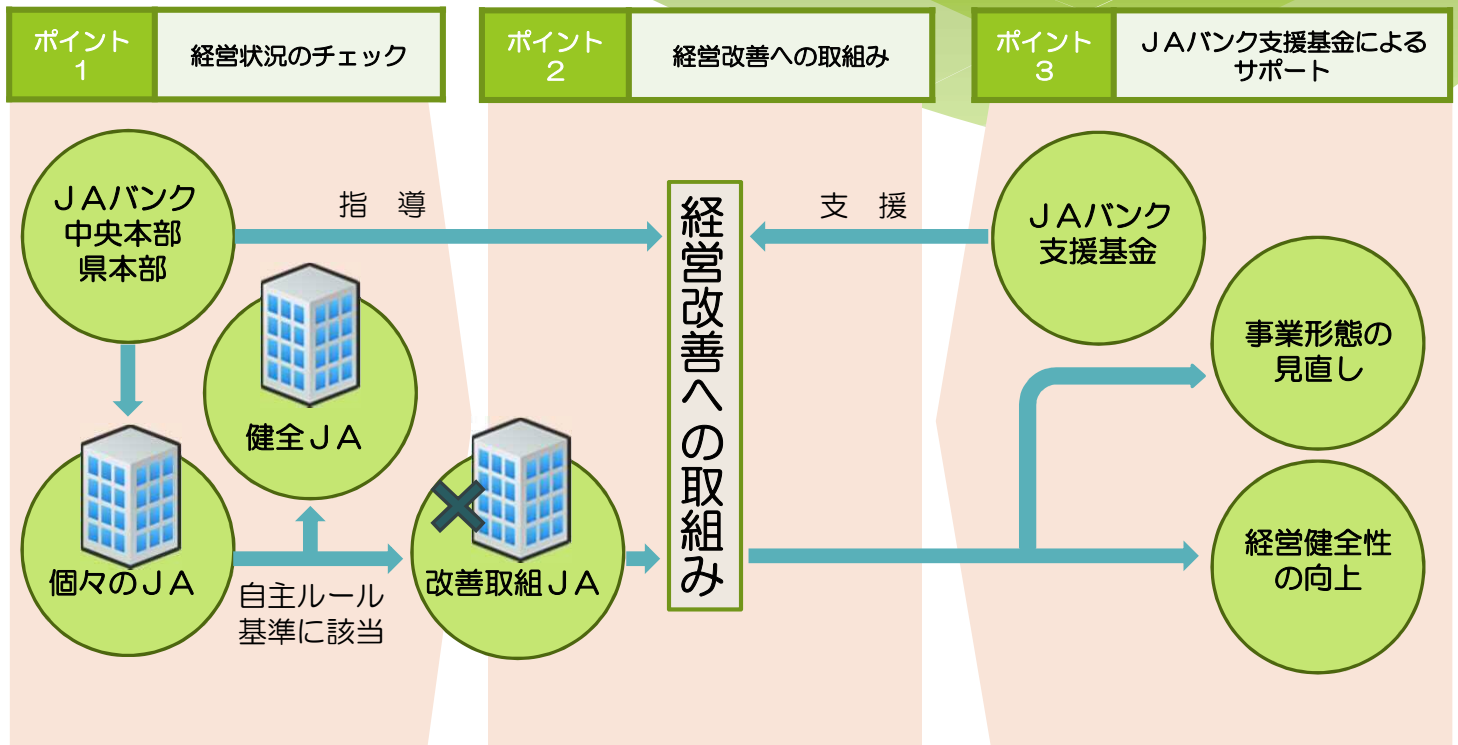 ポイント
1
経営状況のチェック
ポイント
2
経営改善への取組み
ポイント
3
ＪＡバンク支援基金による
サポート
ＪＡバンク
中央本部
県本部
指　導
健全ＪＡ
個々のＪＡ
自主ルール
基準に該当
改善取組ＪＡ
経営改善への取組み
支　援
ＪＡバンク
支援基金
事業形態の
見直し
経営健全性
の向上